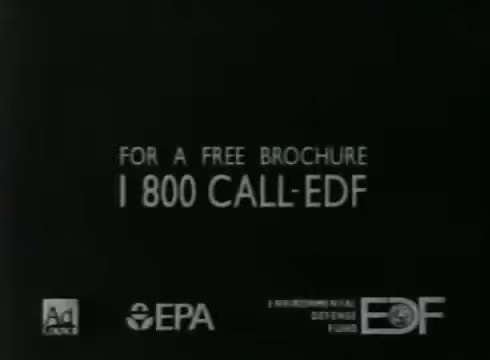 FOR A FREE BROCHURE
1 800 CALL-EDF
Ad
EPA
ENVIRONMENTAL
DEFENSE
FUND
EDF